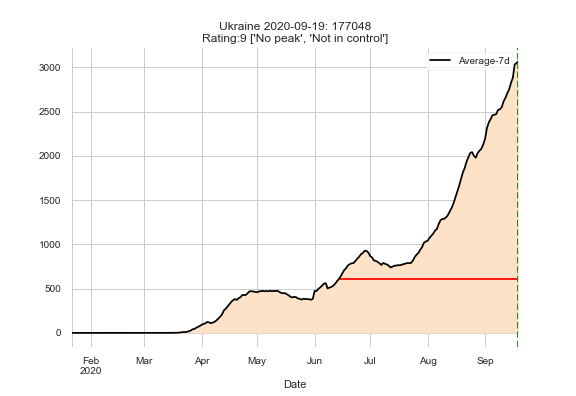 Ukraine 2020-09-19: 177048
Rating:9 ['No peak', 'Not in control']
Average-7d
3000
2500
2000
1500
1000
500
0
Feb Mar Apr May Jun Jul Aug Sep
2020
Date